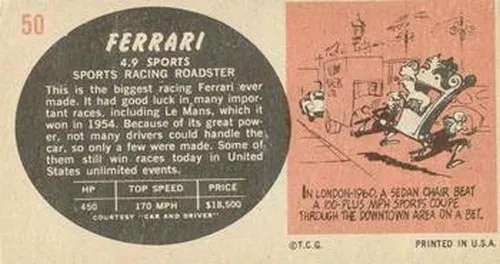 50
FERRARI
4.9 SPORTS
SPORTS RACING ROADSTER
This is the biggest racing Ferrari ever
made. It had good luck in many impor-
tant races, including Le Mans, which it
won in 1954. Because of its great pow-
er, not many drivers could handle the
car, so only a few were made. Some of
them still win races today in United
States unlimited events.
HP TOP SPEED PRICE
450 170 MPH $18,500
COURTESY "CAR AND DRIVER"
IN LONDON-1960, A SEDAN CHAIR BEAT
A 100-PLUS MPH SPORTS COUPE
THROUGH THE DOWNTOWN AREA ON A BET.
©T.C.G. PRINTED IN U.S.A.